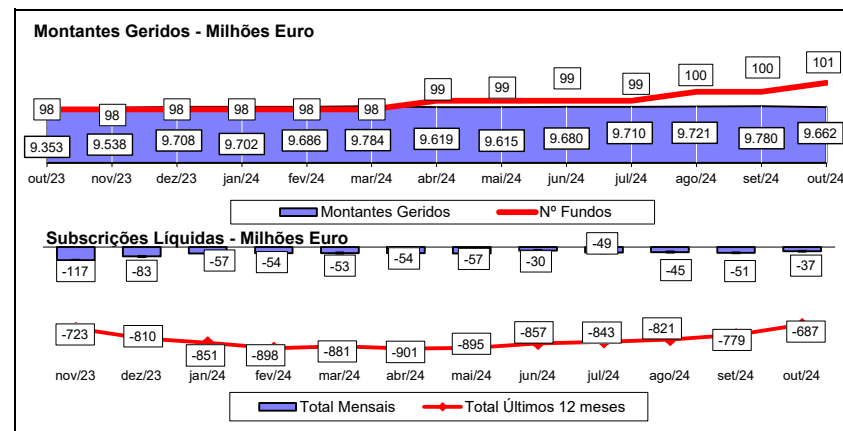 Montantes Geridos - Milhões Euro
98 98 98 98 98 98 99 99 99 99 100 100 101
9.353 9.538 9.708 9.702 9.686 9.784 9.619 9.615 9.680 9.710 9.721 9.780 9.662
out/23 nov/23 dez/23 jan/24 fev/24 mar/24 abr/24 mai/24 jun/24 jul/24 ago/24 set/24 out/24
Montantes Geridos Nº Fundos
Subscrições Líquidas - Milhões Euro
-117 -83 -57 -54 -53 -54 -57 -30 -49 -45 -51 -37
-723 -810 -851 -898 -881 -901 -895 -857 -843 -821 -779 -687
nov/23 dez/23 jan/24 fev/24 mar/24 abr/24 mai/24 jun/24 jul/24 ago/24 set/24 out/24
Total Mensais Total Últimos 12 meses